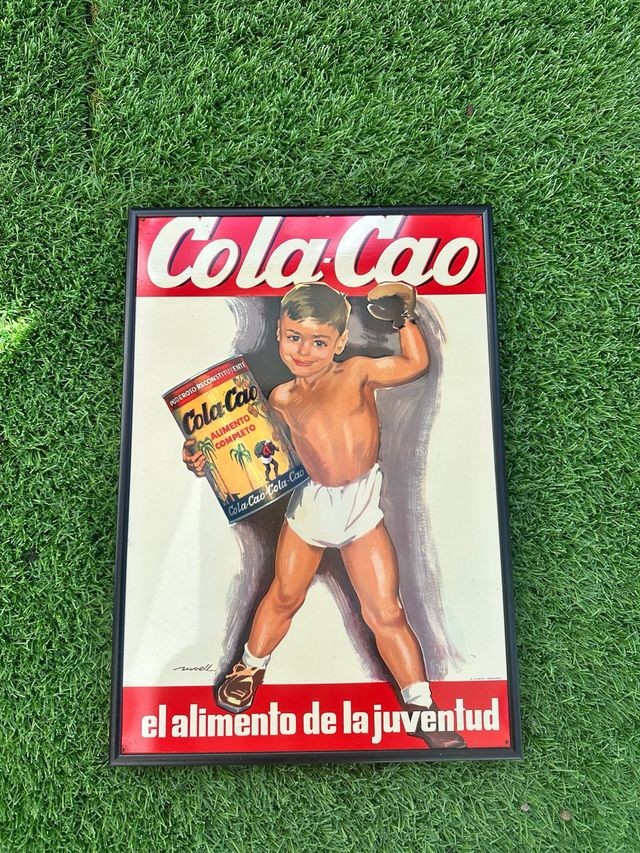 Cola-Cao
PODEROSO RECONSTITUYENTE
Cola-Cao
ALIMENTO
COMPLETO
Cola-Cao-Cola-Cao
el alimento de la juventud